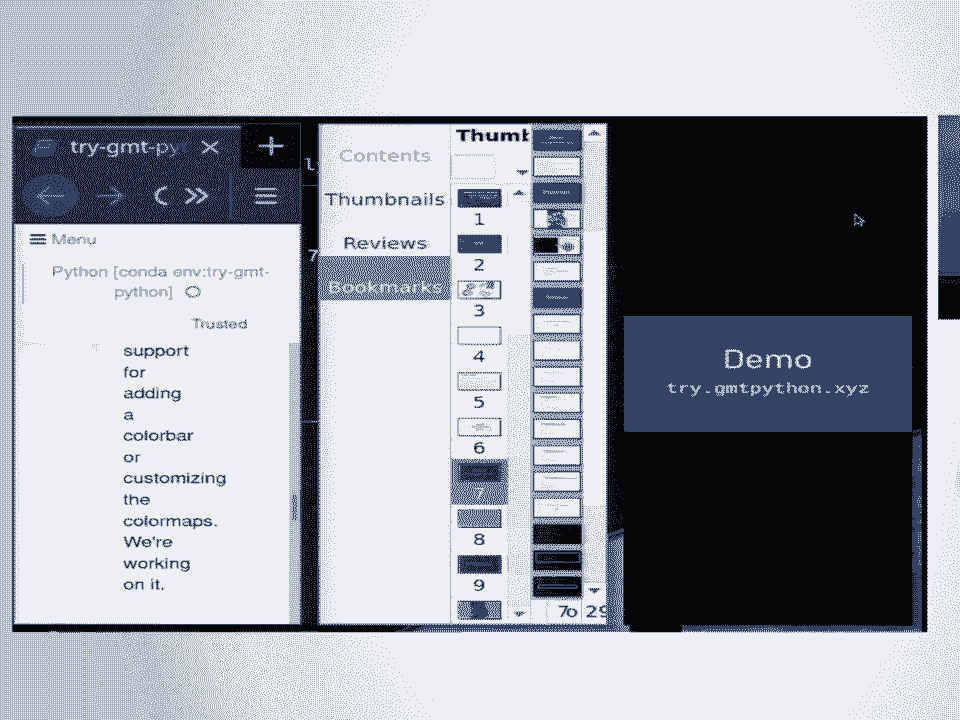 try-gmt-pyt
Menu
Python [conda env:try-gmt-
python]
Trusted
support
for
adding
a
colorbar
or
customizing
the
colormaps.
We're
working
on it.
7
Contents
Thumbnails
Reviews
Bookmarks
Thumt
1
2
3
4
5
6
7
8
9
7o 29
Demo
try.gmtpython.xyz